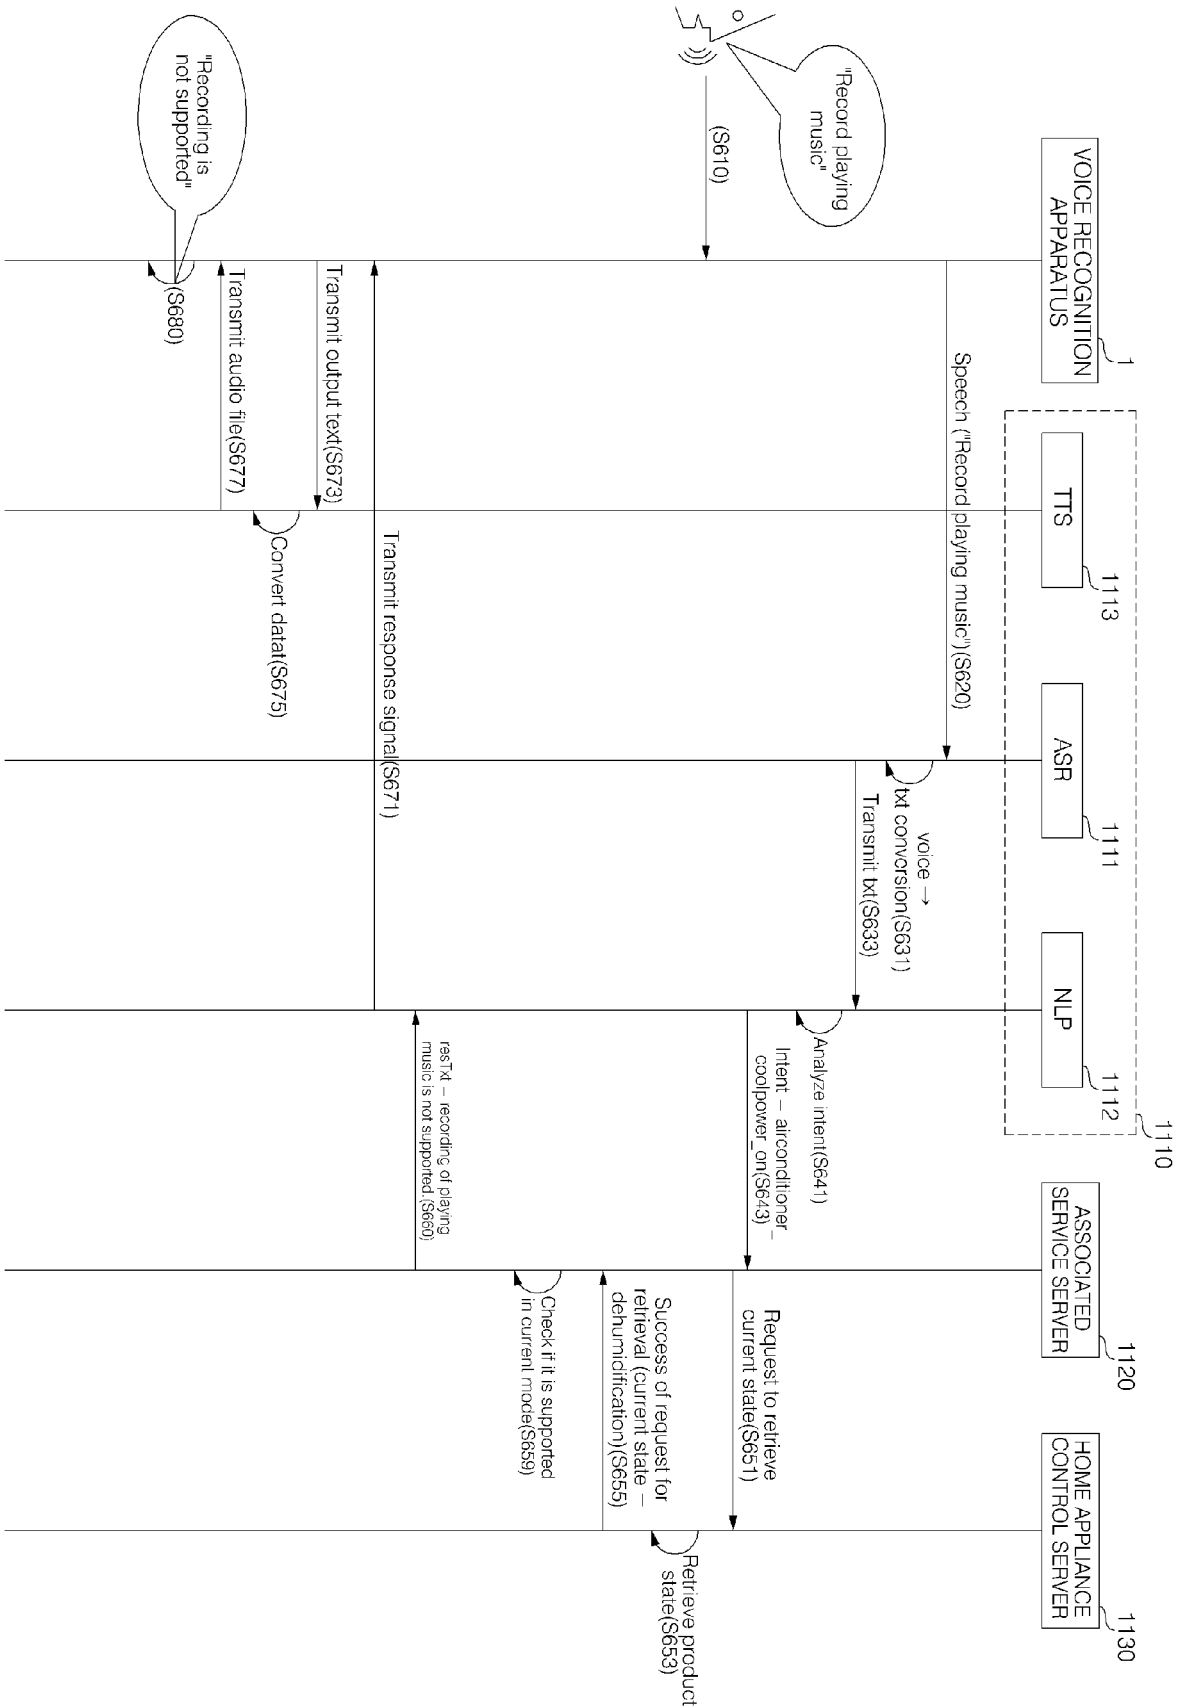 VOICE RECOGNITION
APPARATUS
1
TTS
1113
ASR
1111
NLP
1112
1110
ASSOCIATED
SERVICE SERVER
1120
HOME APPLIANCE
CONTROL SERVER
1130
"Record playing
music"
(S610)
Speech ("Record playing music")(S620)
voice →
txt conversion(S631)
Transmit txt(S633)
Analyze intent(S641)
Intent – airconditioner_
coolpower_on(S643)
Request to retrieve
current state(S651)
Retrieve product
state(S653)
Success of request for
retrieval (current state –
dehumidification)(S655)
Check if it is supported
in current mode(S659)
resTxt – recording of playing
music is not supported.(S660)
Transmit response signal(S671)
Transmit output text(S673)
Convert datat(S675)
Transmit audio file(S677)
(S680)
"Recording is
not supported"